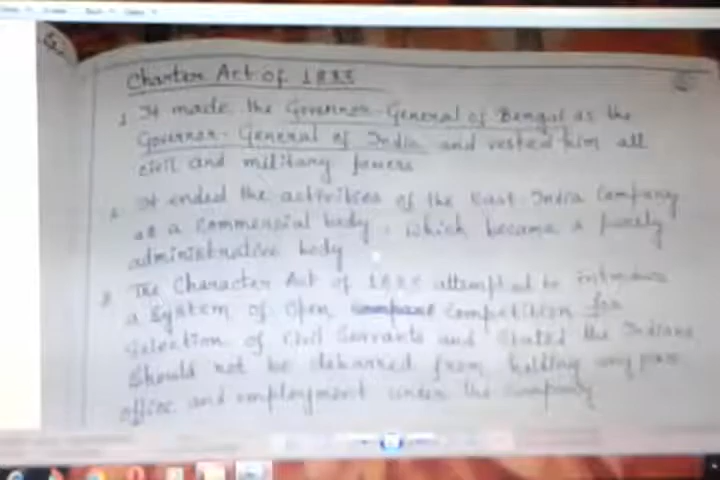 Charter Act of 1833
1. It made the Governor-General of Bengal as the
Governor-General of India and vested him all
civil and military powers
2. It ended the activities of the East India Company
as a commercial body, which became a purely
administrative body
3. The Character Act of 1833 attempted to introduce
a system of open competition for
Selection of Civil Servants and Stated the Indians
Should not be debarred from holding any
office and employment under the company